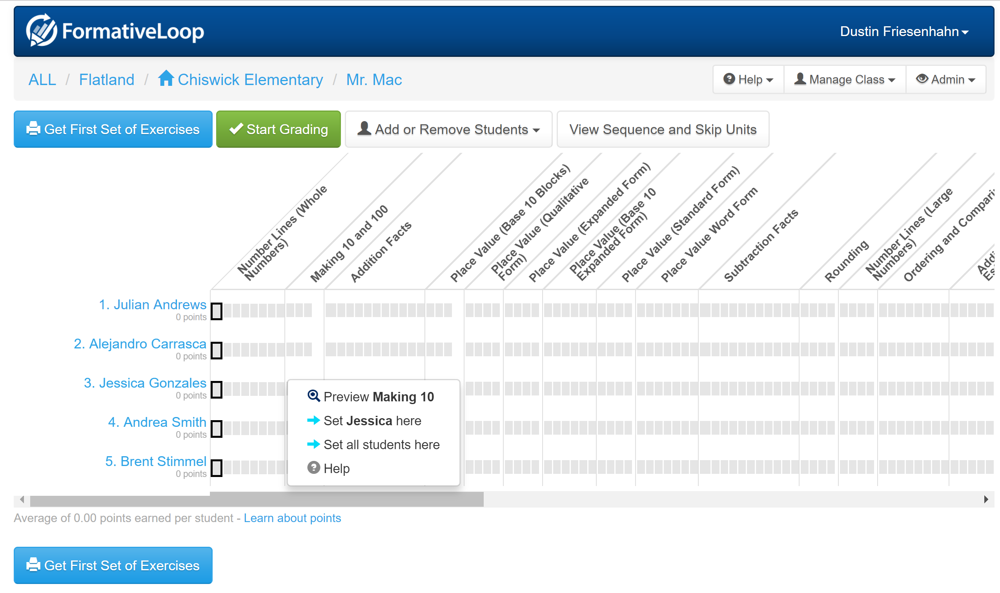 FormativeLoop
Dustin Friesenhahn
ALL / Flatland / Chiswick Elementary / Mr. Mac
Help
Manage Class
Admin
Get First Set of Exercises
Start Grading
Add or Remove Students
View Sequence and Skip Units
Number Lines (Whole
Numbers)
Making 10 and 100
Addition Facts
Place Value (Base 10 Blocks)
Place Value (Qualitative
Form)
Place Value (Expanded Form)
Place Value (Base 10
Expanded Form)
Place Value (Standard Form)
Place Value Word Form
Subtraction Facts
Rounding
Number Lines (Large
Numbers)
Ordering and
1. Julian Andrews
0 points
2. Alejandro Carrasca
0 points
3. Jessica Gonzales
0 points
4. Andrea Smith
0 points
5. Brent Stimmel
0 points
Preview Making 10
Set Jessica here
Set all students here
Help
Average of 0.00 points earned per student - Learn about points
Get First Set of Exercises